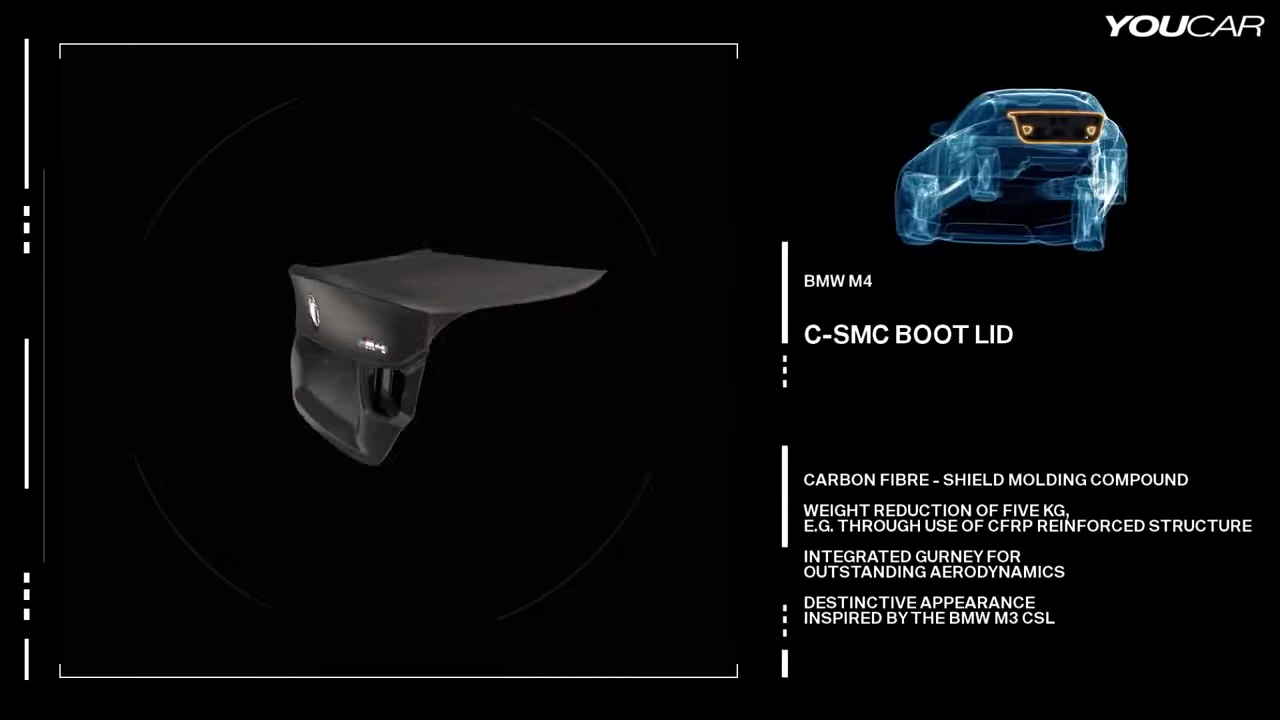 YOUCAR
BMW M4
C-SMC BOOT LID
CARBON FIBRE - SHIELD MOLDING COMPOUND
WEIGHT REDUCTION OF FIVE KG,
E.G. THROUGH USE OF CFRP REINFORCED STRUCTURE
INTEGRATED GURNEY FOR
OUTSTANDING AERODYNAMICS
DESTINCTIVE APPEARANCE
INSPIRED BY THE BMW M3 CSL